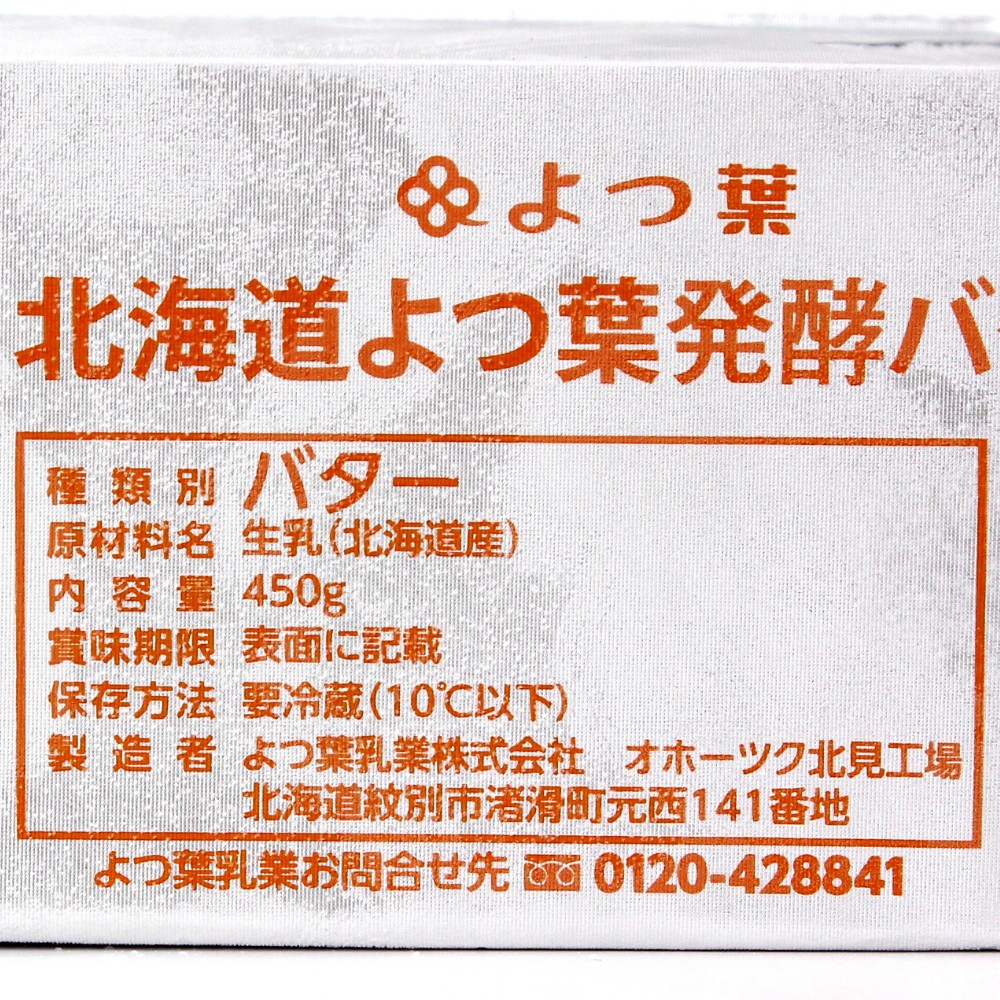 よつ葉
北海道よつ葉発酵バ
種類別 バター
原材料名 生乳(北海道産)
内容量 450g
賞味期限 表面に記載
保存方法 要冷蔵(10℃以下)
製造者 よつ葉乳業株式会社 オホーツク北見工場
北海道紋別市渚滑町元西141番地
よつ葉乳業お問合せ先 0120-428841